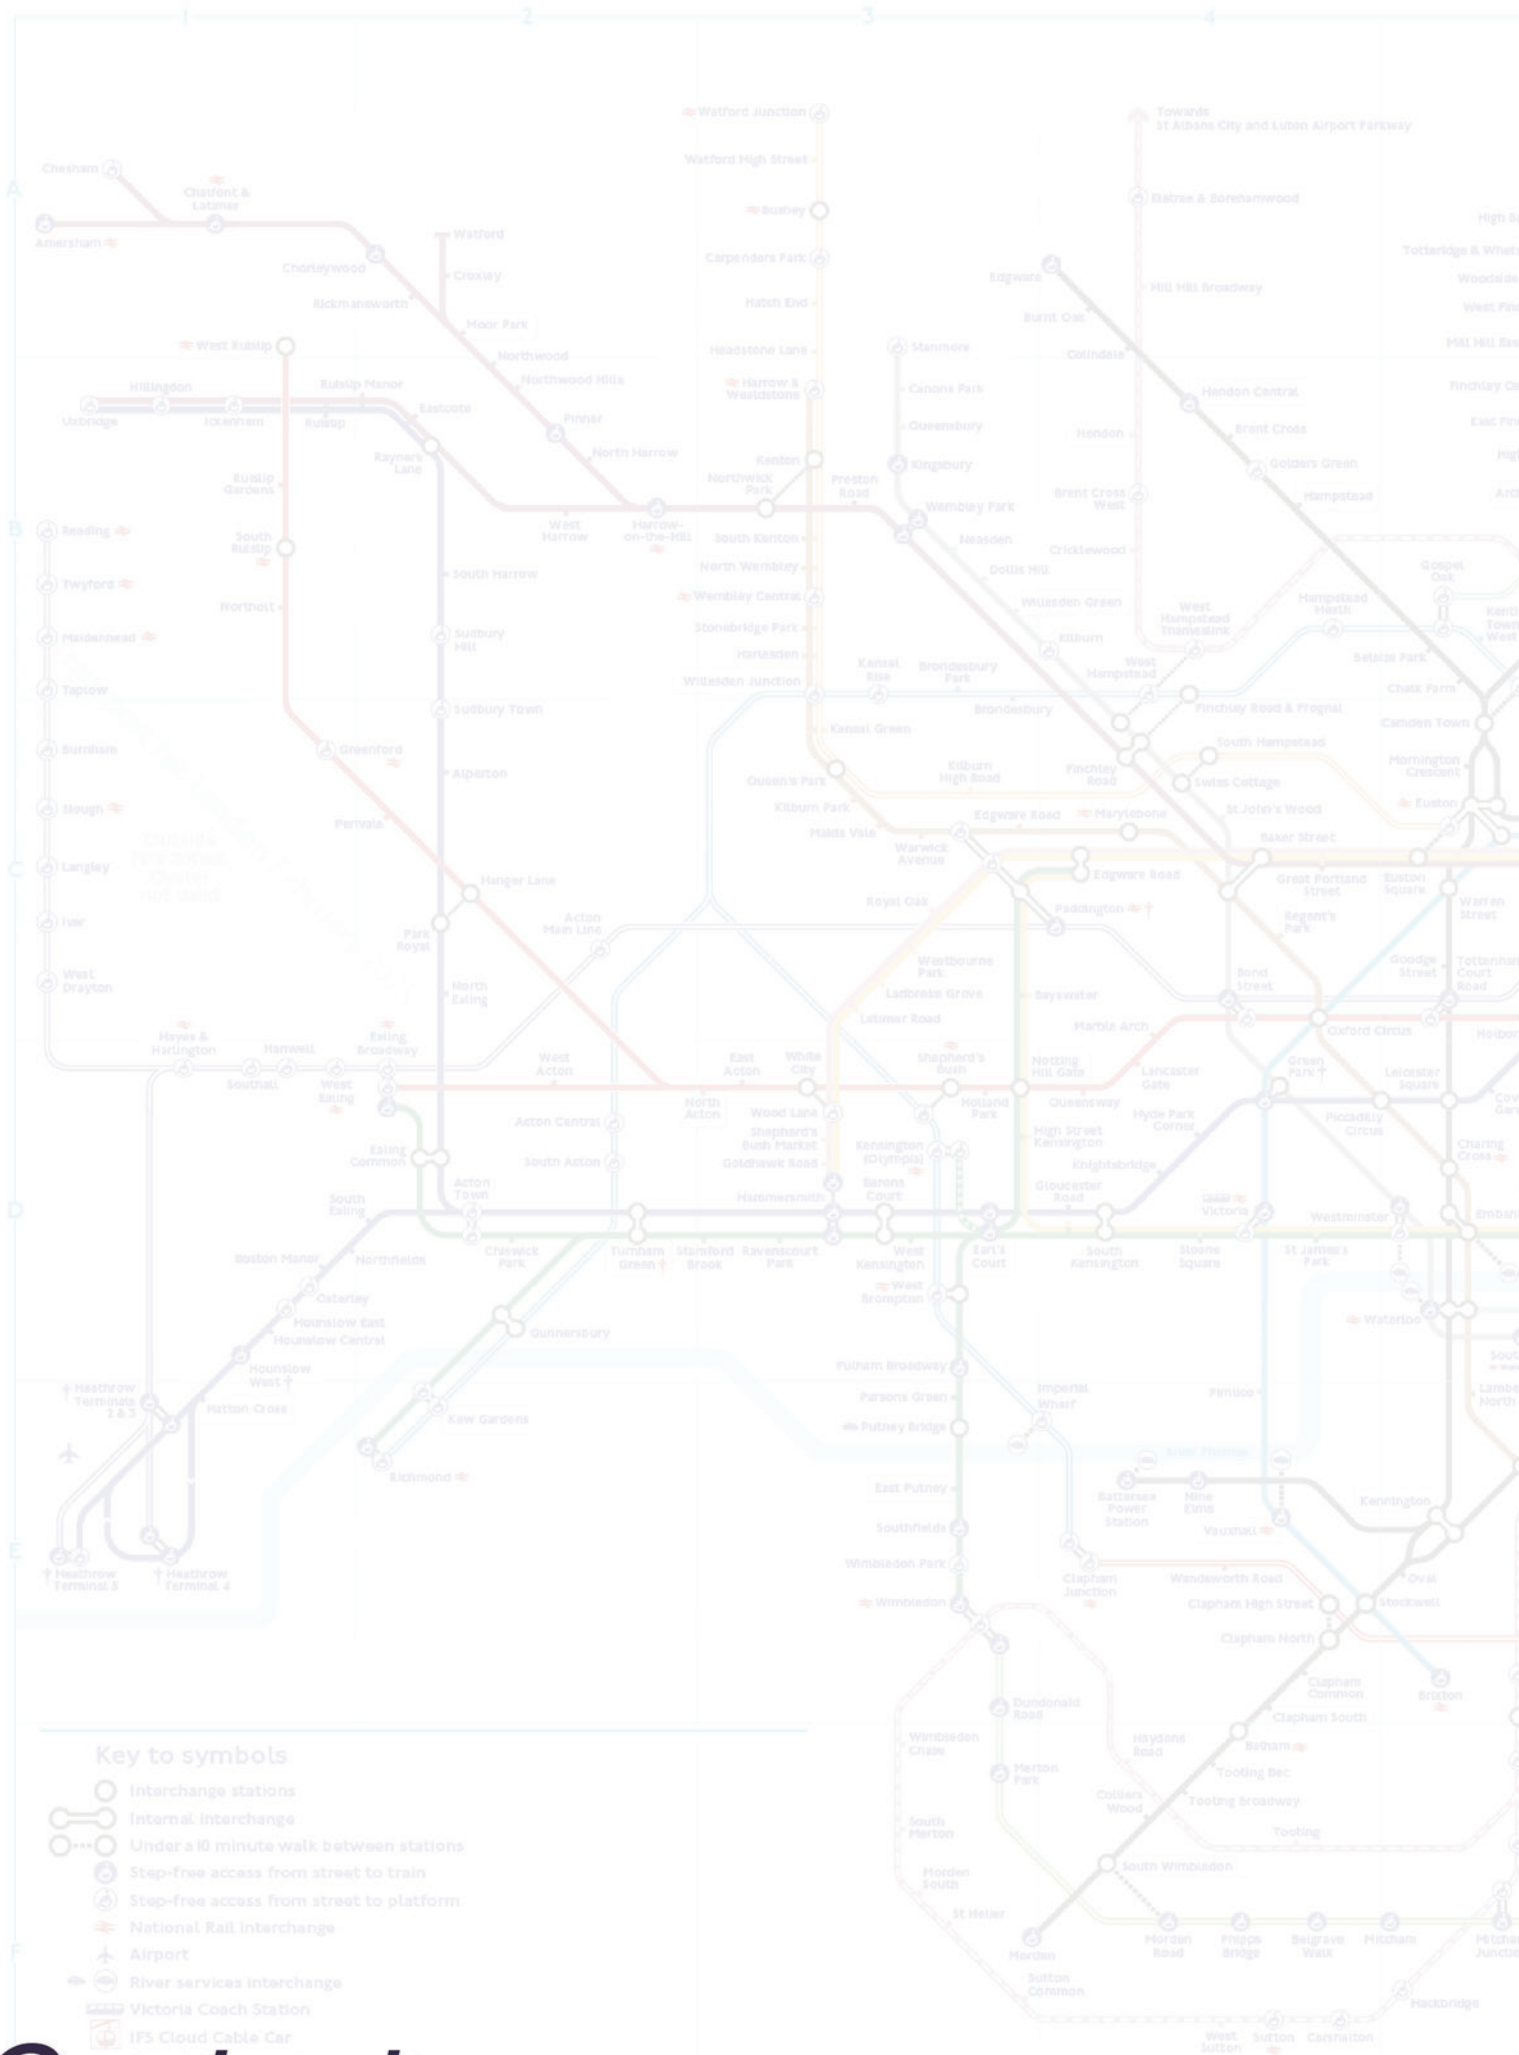 1
2
3
4
Watford Junction
Towards
St Albans City and Luton Airport Parkway
Watford High Street
Chesham
A
Chalfont &
Latimer
Elstree & Borehamwood
Bushey
Amersham
Watford
Chorleywood
Carpenders Park
Totteridge &
Croxley
Edgware
Woodside
Rickmansworth
Hatch End
Mill Hill Broadway
Burnt Oak
Moor Park
West Ruislip
Headstone Lane
Stanmore
Colindale
Northwood
Hillingdon
Ruislip Manor
Northwood Hills
Harrow &
Wealdstone
Canons Park
Hendon Central
Uxbridge
Ickenham
Ruislip
Eastcote
Pinner
Queensbury
Hendon
Brent Cross
Rayners
Lane
North Harrow
Kenton
Kingsbury
Golders Green
Ruislip
Gardens
Northwick
Park
Preston
Road
Brent Cross
West
Hampstead
Wembley Park
B
Reading
South
Ruislip
West
Harrow
Harrow-
on-the-Hill
South Kenton
Neasden
Cricklewood
North Wembley
Dollis Hill
Gospel
Oak
Twyford
South Harrow
Wembley Central
Willesden Green
West
Hampstead
Thameslink
Hampstead
Heath
Northolt
Stonebridge Park
Maidenhead
Sudbury
Hill
Harlesden
Kilburn
Belsize Park
Kensal
Rise
Brondesbury
Park
West
Hampstead
Taplow
Willesden Junction
Chalk Farm
Sudbury Town
Brondesbury
Finchley Road & Frognal
Camden Town
Kensal Green
Burnham
Greenford
South Hampstead
Mornington
Crescent
Alperton
Queen's Park
Kilburn
High Road
Finchley
Road
Swiss Cottage
Slough
Kilburn Park
Euston
Perivale
Maida Vale
Edgware Road
Marylebone
St John's Wood
Baker Street
Warwick
Avenue
C
Langley
Hanger Lane
Edgware Road
Great Portland
Street
Euston
Square
Royal Oak
Paddington
Warren
Street
Iver
Acton
Main Lane
Regent's
Park
Park
Royal
Westbourne
Park
West
Drayton
North
Ealing
Ladbroke Grove
Bayswater
Bond
Street
Goodge
Street
Tottenham
Court
Road
Latimer Road
Marble Arch
Oxford Circus
Hayes &
Harlington
Hanwell
Ealing
Broadway
Southall
West
Ealing
West
Acton
East
Acton
White
City
Shepherd's
Bush
Notting
Hill Gate
Lancaster
Gate
Green
Park
Leicester
Square
North
Acton
Wood Lane
Holland
Park
Queensway
Hyde Park
Corner
Piccadilly
Circus
Acton Central
Shepherd's
Bush Market
High Street
Kensington
Ealing
Common
South Acton
Goldhawk Road
Kensington
(Olympia)
Knightsbridge
Charing
Cross
D
South
Ealing
Acton
Town
Hammersmith
Barons
Court
Gloucester
Road
Victoria
Westminster
Boston Manor
Northfields
Chiswick
Park
Turnham
Green
Stamford
Brook
Ravenscourt
Park
West
Kensington
Earl's
Court
South
Kensington
Sloane
Square
St James's
Park
Osterley
West
Brompton
Hounslow East
Gunnersbury
Waterloo
Hounslow Central
Hounslow
West
Fulham Broadway
Heathrow
Terminals
2 & 3
Hatton Cross
Kew Gardens
Parsons Green
Imperial
Wharf
Pimlico
Putney Bridge
Richmond
River Thames
East Putney
Battersea
Power
Station
Nine
Elms
Kennington
Southfields
Vauxhall
E
Wimbledon Park
Heathrow
Terminal 5
Heathrow
Terminal 4
Clapham
Junction
Wandsworth Road
Oval
Wimbledon
Clapham High Street
Stockwell
Clapham North
Clapham
Common
Brixton
Dundonald
Road
Clapham South
Wimbledon
Chase
Haydons
Road
Balham
Key to symbols
Merton
Park
Tooting Bec
Interchange stations
Colliers
Wood
Tooting Broadway
Internal interchange
South
Merton
Tooting
Under a 10 minute walk between stations
South Wimbledon
Step-free access from street to train
Morden
South
Step-free access from street to platform
St Helier
National Rail interchange
Morden
Morden
Road
Phipps
Bridge
Belgrave
Walk
Mitcham
F
Airport
Sutton
Common
River services interchange
Hackbridge
Victoria Coach Station
West
Sutton
Sutton
Carshalton
IFS Cloud Cable Car